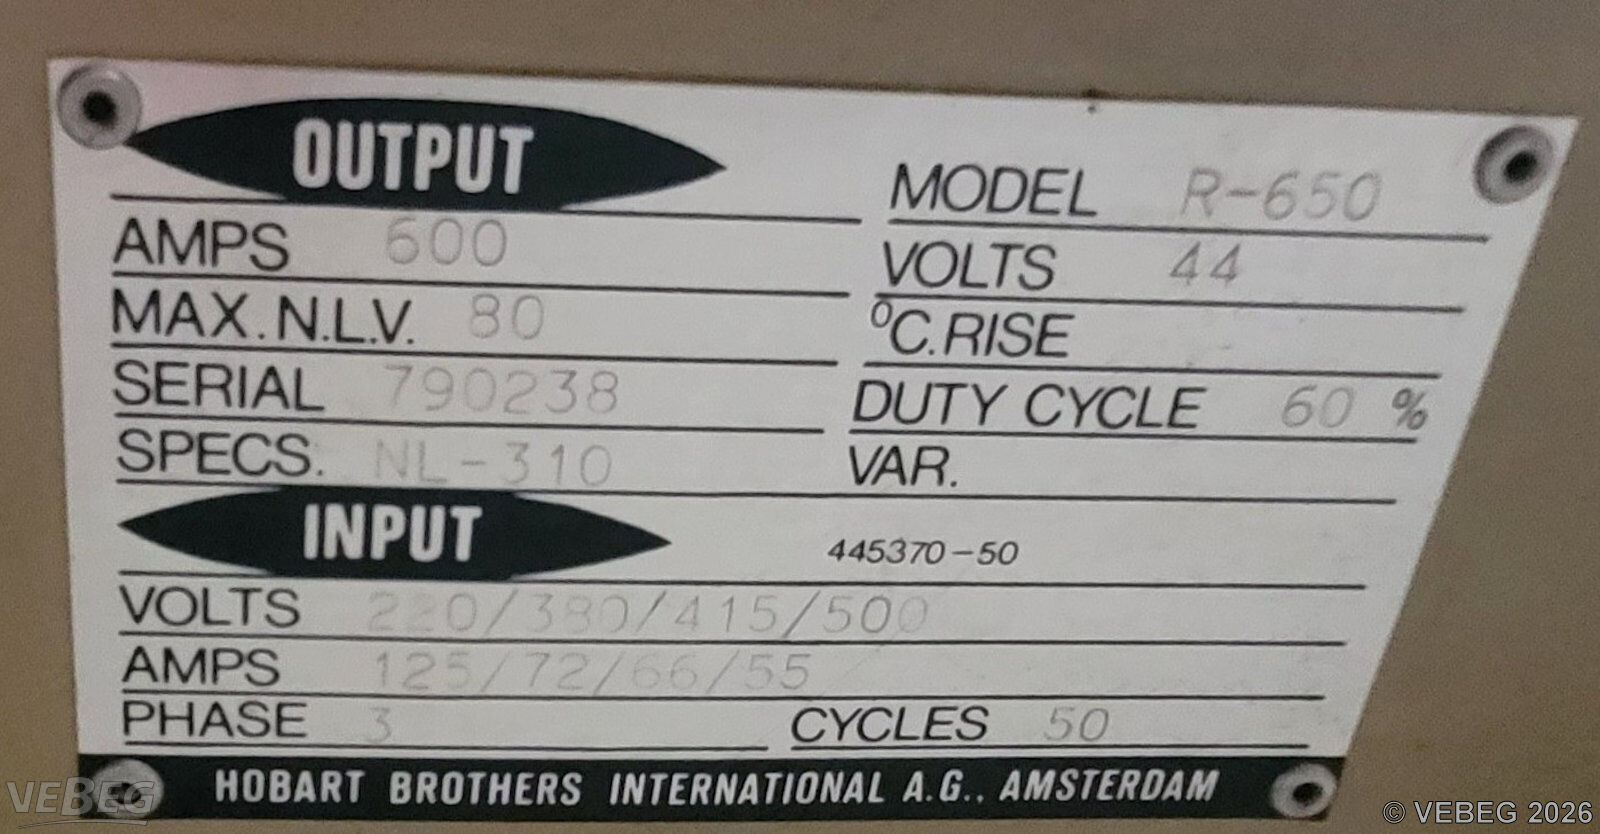 OUTPUT
MODEL R-650
AMPS 600
VOLTS 44
MAX. N.L.V. 80
°C. RISE
SERIAL 790238
DUTY CYCLE 60 %
SPECS. NL-310
VAR.
INPUT
445370-50
VOLTS 220/380/415/500
AMPS 125/72/66/55
PHASE 3
CYCLES 50
HOBART BROTHERS INTERNATIONAL A.G., AMSTERDAM
VEBEG
© VEBEG 2026